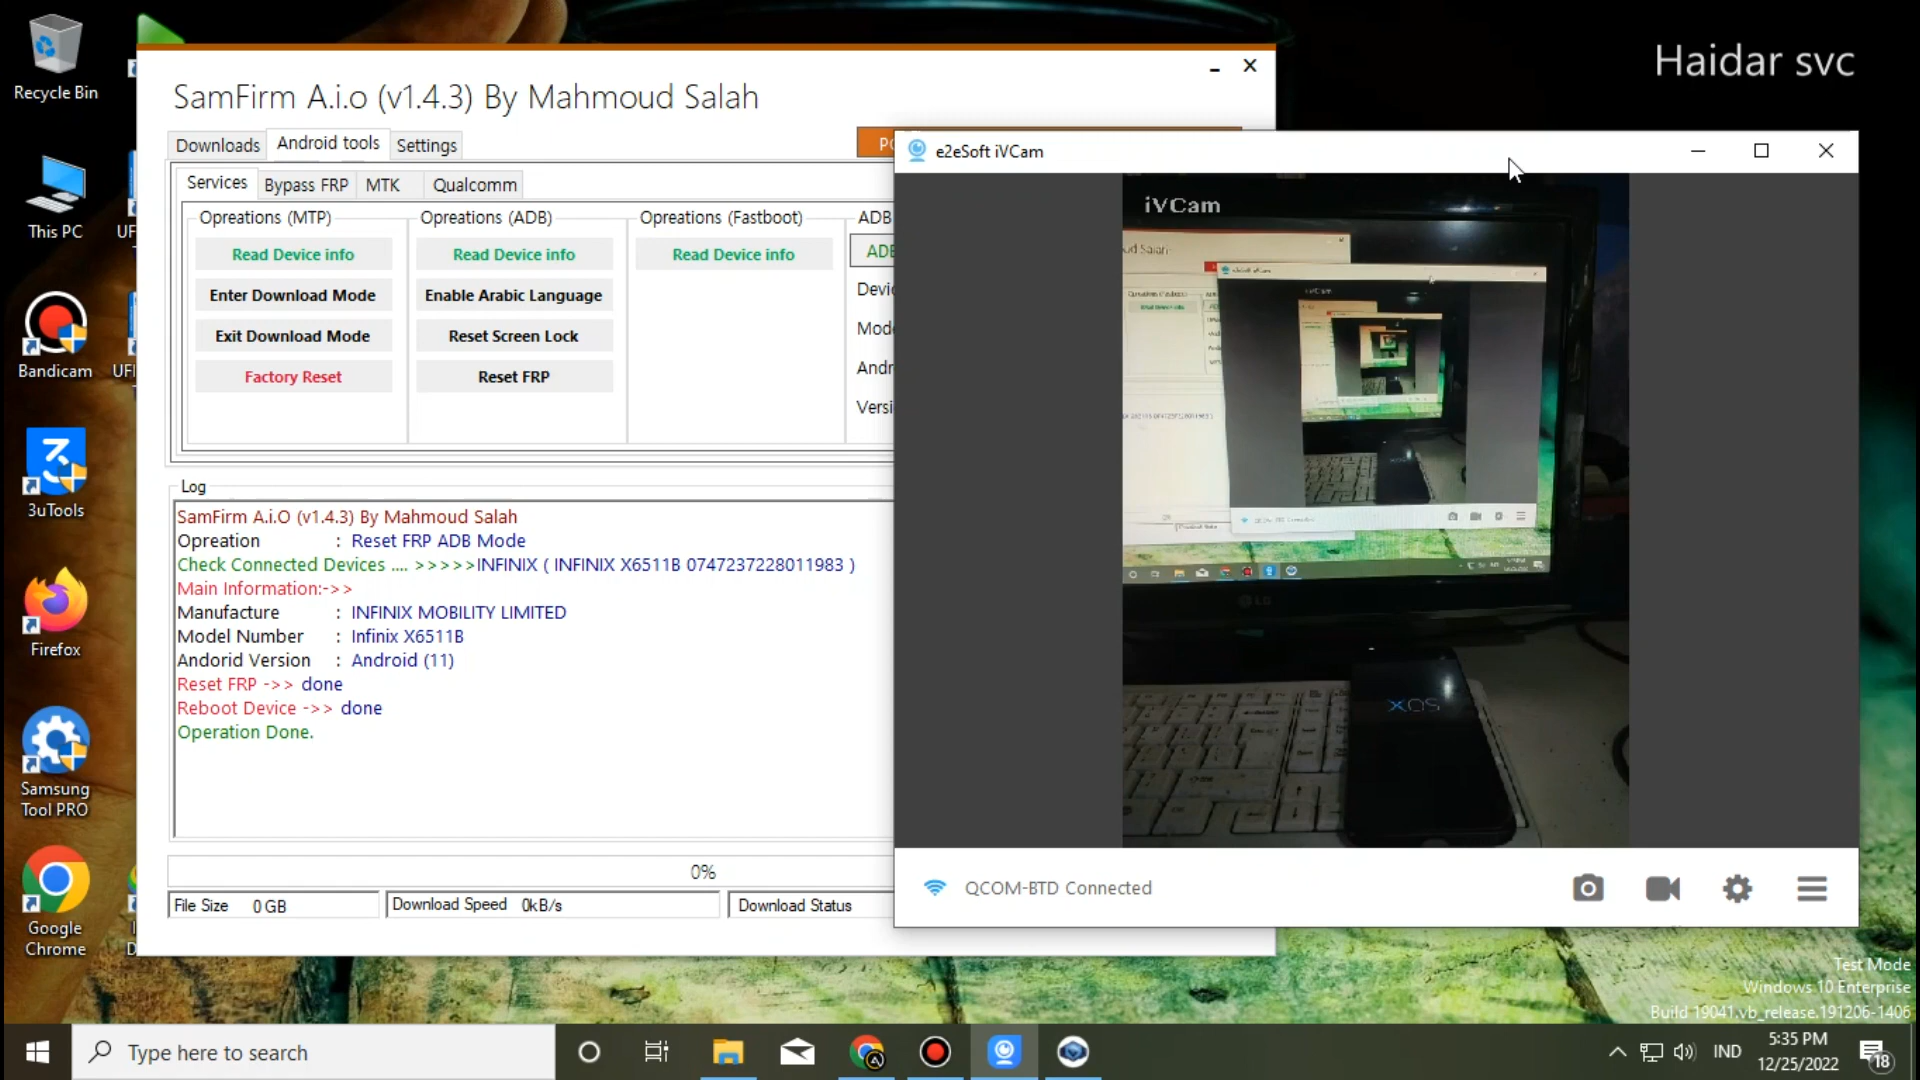 Haidar svc
Recycle Bin
This PC
Bandicam
3uTools
Firefox
Samsung
Tool PRO
Google
Chrome
UF
UFI
SamFirm A.i.o (v1.4.3) By Mahmoud Salah
Downloads
Android tools
Settings
Services
Bypass FRP
MTK
Qualcomm
Opreations (MTP)
Read Device info
Enter Download Mode
Exit Download Mode
Factory Reset
Opreations (ADB)
Read Device info
Enable Arabic Language
Reset Screen Lock
Reset FRP
Opreations (Fastboot)
Read Device info
ADB
Log
SamFirm A.i.O (v1.4.3) By Mahmoud Salah
Opreation : Reset FRP ADB Mode
Check Connected Devices .... >>>>>INFINIX ( INFINIX X6511B 0747237228011983 )
Main Information:->>
Manufacture : INFINIX MOBILITY LIMITED
Model Number : Infinix X6511B
Andorid Version : Android (11)
Reset FRP ->> done
Reboot Device ->> done
Operation Done.
0%
File Size 0 GB
Download Speed 0kB/s
Download Status
e2eSoft iVCam
iVCam
LG
XOS
QCOM-BTD Connected
Test Mode
Windows 10 Enterprise
Build 19041.vb_release.191206-1406
Type here to search
IND
5:35 PM
12/25/2022
18